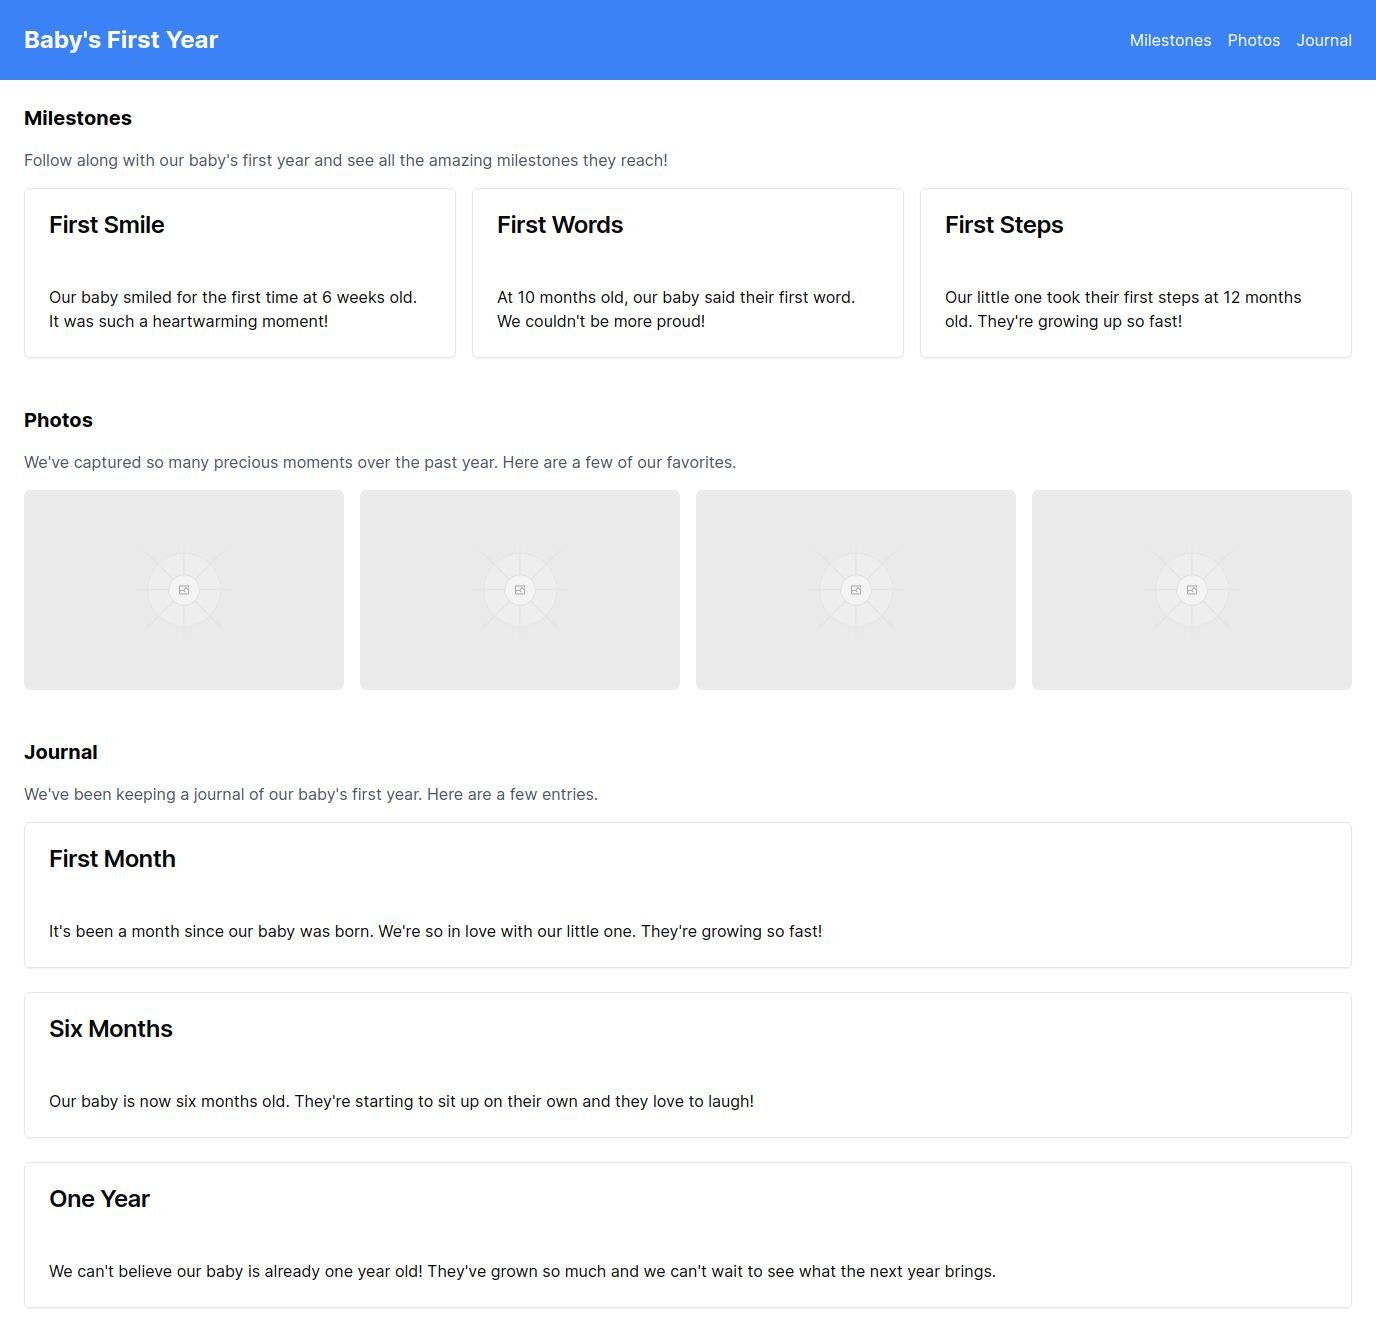 Baby's First Year
Milestones Photos Journal
Milestones
Follow along with our baby's first year and see all the amazing milestones they reach!
First Smile
Our baby smiled for the first time at 6 weeks old.
It was such a heartwarming moment!
First Words
At 10 months old, our baby said their first word.
We couldn't be more proud!
First Steps
Our little one took their first steps at 12 months
old. They're growing up so fast!
Photos
We've captured so many precious moments over the past year. Here are a few of our favorites.
Journal
We've been keeping a journal of our baby's first year. Here are a few entries.
First Month
It's been a month since our baby was born. We're so in love with our little one. They're growing so fast!
Six Months
Our baby is now six months old. They're starting to sit up on their own and they love to laugh!
One Year
We can't believe our baby is already one year old! They've grown so much and we can't wait to see what the next year brings.